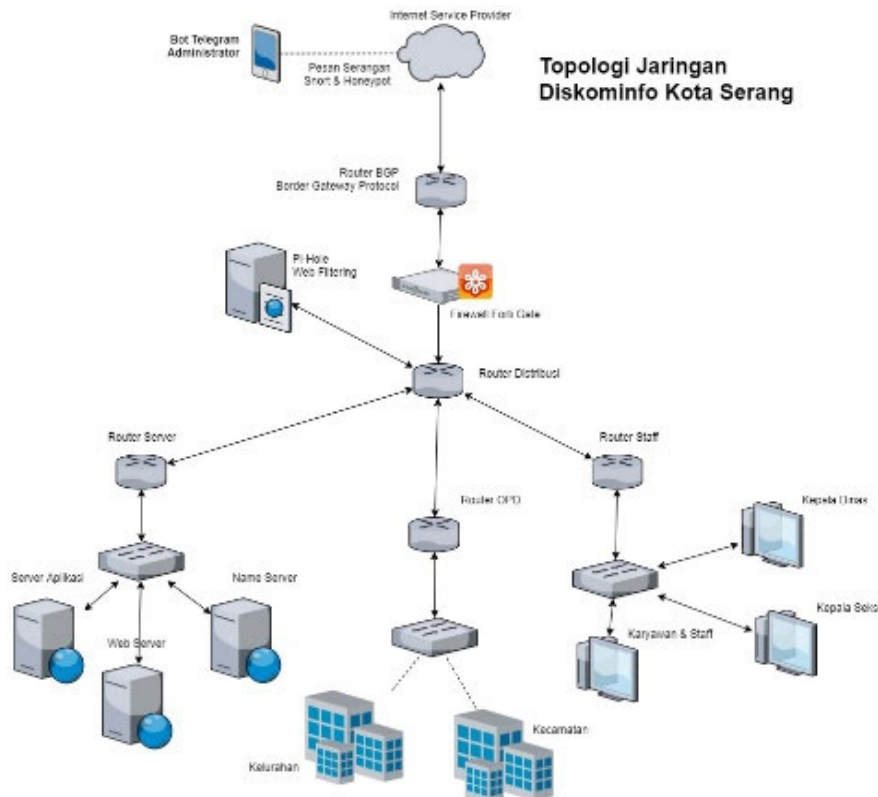 Internet Service Provider
Bot Telegram
Administrator
Pesan Serangan
Snort & Honeypot
Topologi Jaringan
Diskominfo Kota Serang
Router BGP
Border Gateway Protocol
Pi Hole
Web Flitering
Firewall Forti Gate
Router Distribusi
Router Server
Router Staff
Router OPD
Kepala Dinas
Server Aplikasi
Name Server
Web Server
Karyawan & Staff
Kepala Seksi
Kelurahan
Kecamatan